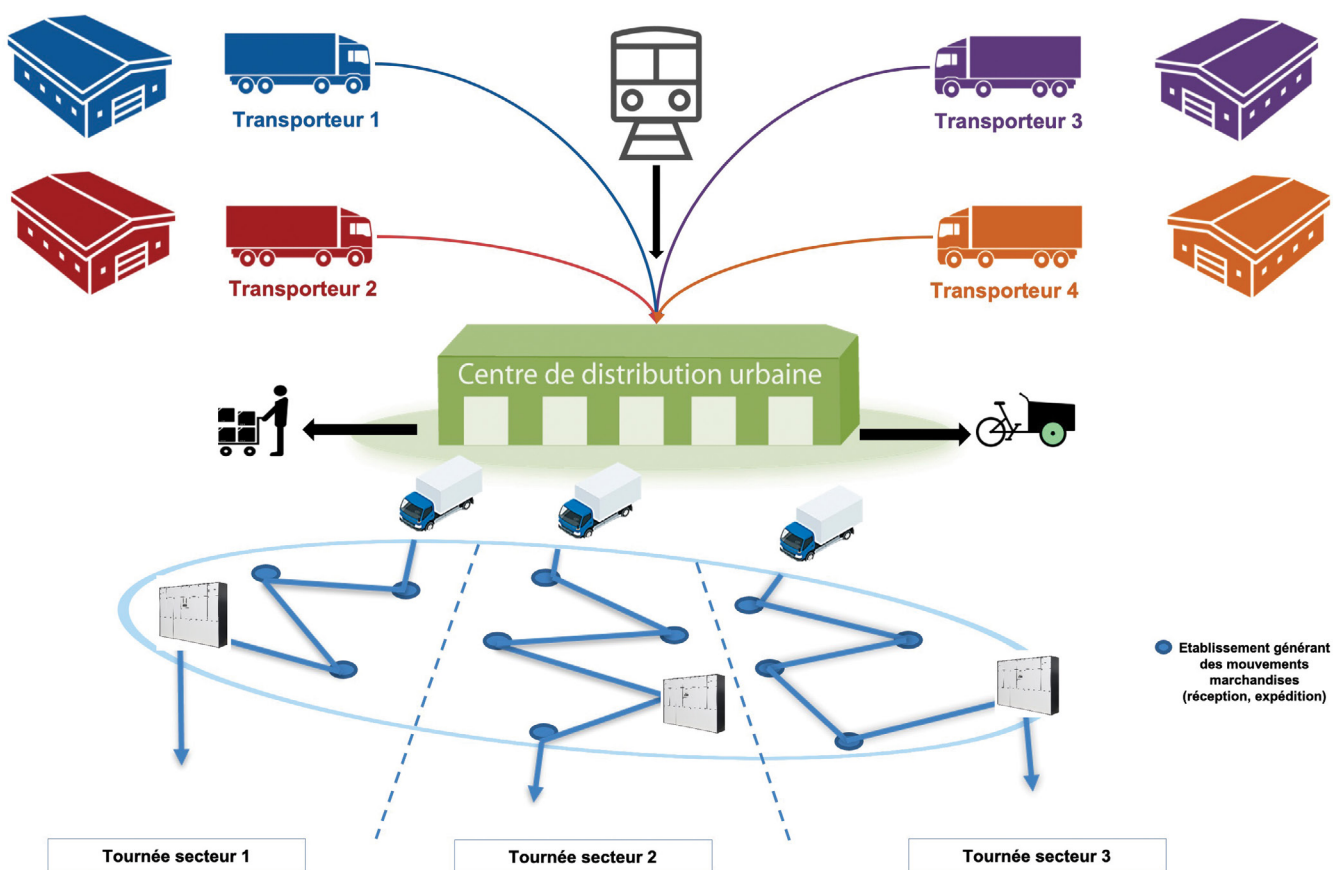 Transporteur 1
Transporteur 3
Transporteur 2
Transporteur 4
Centre de distribution urbaine
Etablissement générant
des mouvements
marchandises
(réception, expédition)
Tournée secteur 1
Tournée secteur 2
Tournée secteur 3